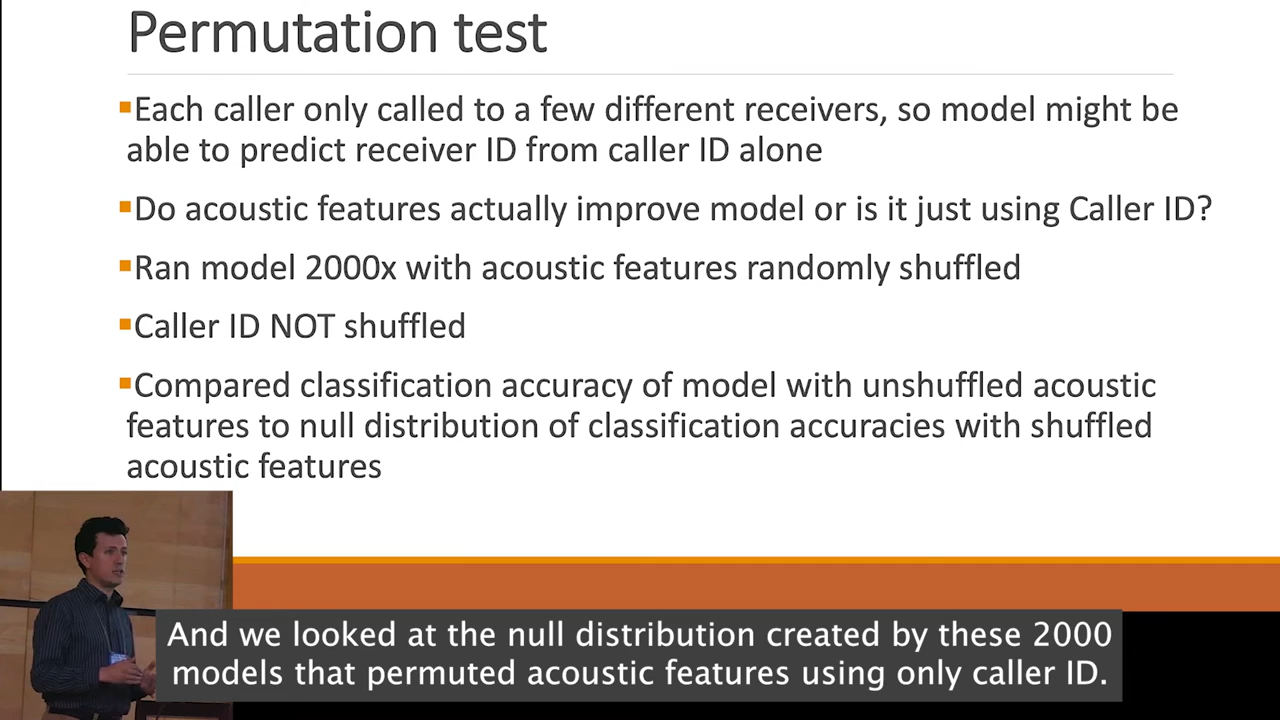 Permutation test
▪Each caller only called to a few different receivers, so model might be
able to predict receiver ID from caller ID alone
▪Do acoustic features actually improve model or is it just using Caller ID?
▪Ran model 2000x with acoustic features randomly shuffled
▪Caller ID NOT shuffled
▪Compared classification accuracy of model with unshuffled acoustic
features to null distribution of classification accuracies with shuffled
acoustic features
And we looked at the null distribution created by these 2000
models that permuted acoustic features using only caller ID.